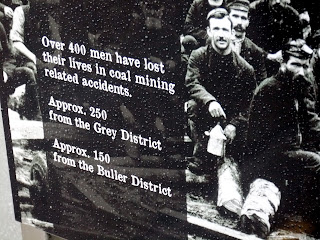 Over 400 men have lost
their lives in coal mining
related accidents.
Approx. 250
from the Grey District
Approx. 150
from the Buller District